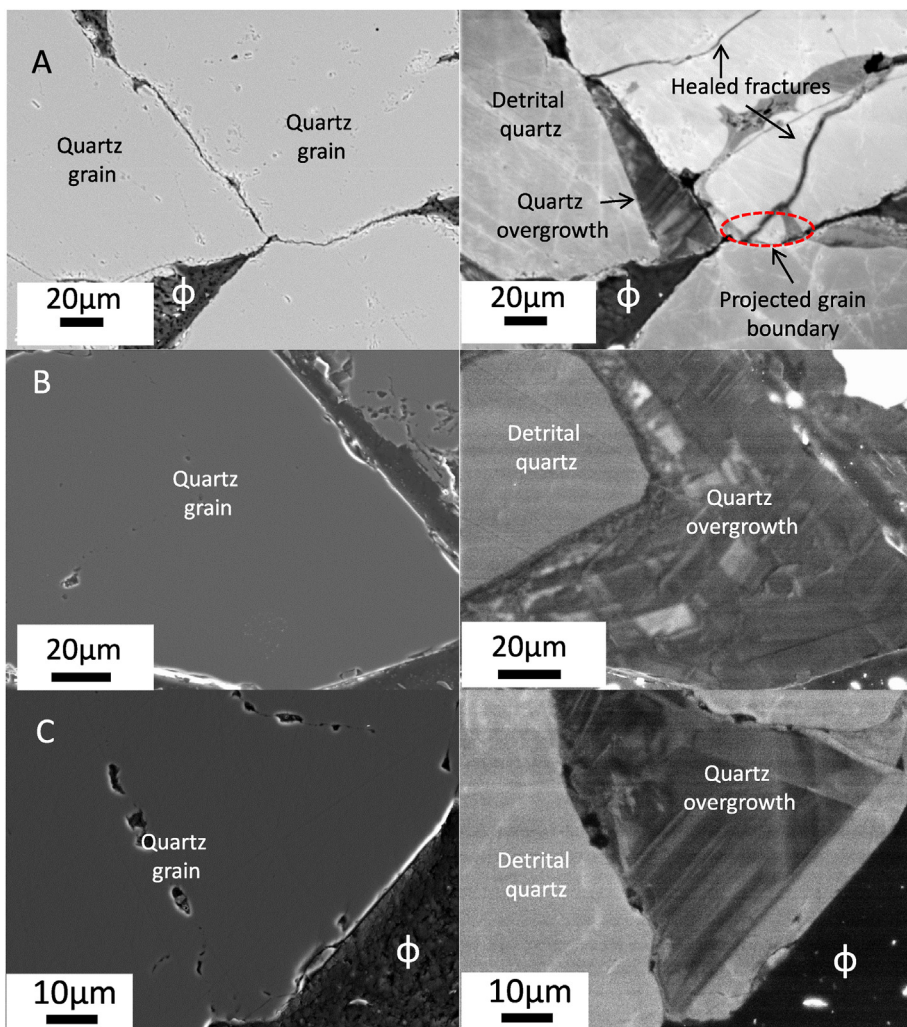 A
Quartz
grain
Quartz
grain
ϕ
20µm
Detrital
quartz
Healed fractures
Quartz
overgrowth
ϕ
20µm
Projected grain
boundary
B
Quartz
grain
20µm
Detrital
quartz
Quartz
overgrowth
20µm
C
Quartz
grain
ϕ
10µm
Quartz
overgrowth
Detrital
quartz
ϕ
10µm